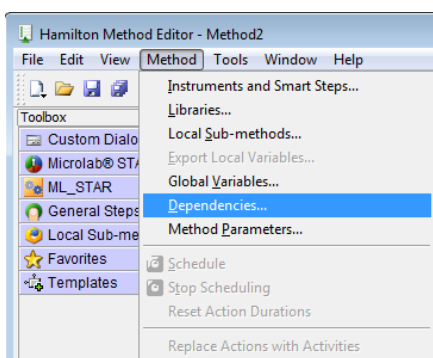 Hamilton Method Editor - Method2
File Edit View Method Tools Window Help
Instruments and Smart Steps...
Toolbox
Libraries...
Custom Dialo
Local Sub-methods...
Microlab® STA
Export Local Variables...
ML_STAR
Global Variables...
General Steps
Dependencies...
Local Sub-me
Method Parameters...
Favorites
Schedule
Templates
Stop Scheduling
Reset Action Durations
Replace Actions with Activities